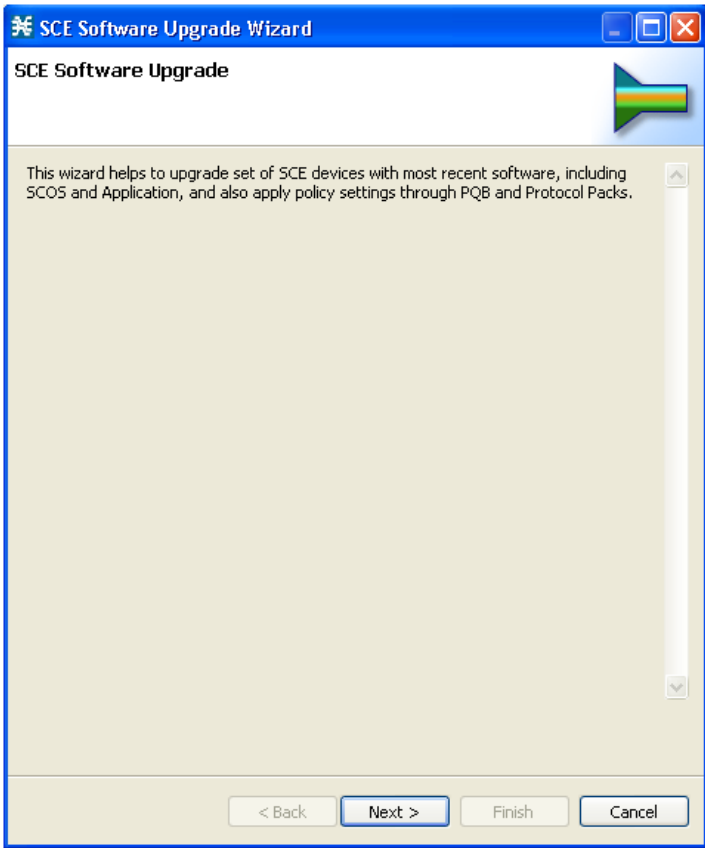 SCE Software Upgrade Wizard
SCE Software Upgrade
This wizard helps to upgrade set of SCE devices with most recent software, including
SCOS and Application, and also apply policy settings through PQB and Protocol Packs.
< Back Next > Finish Cancel